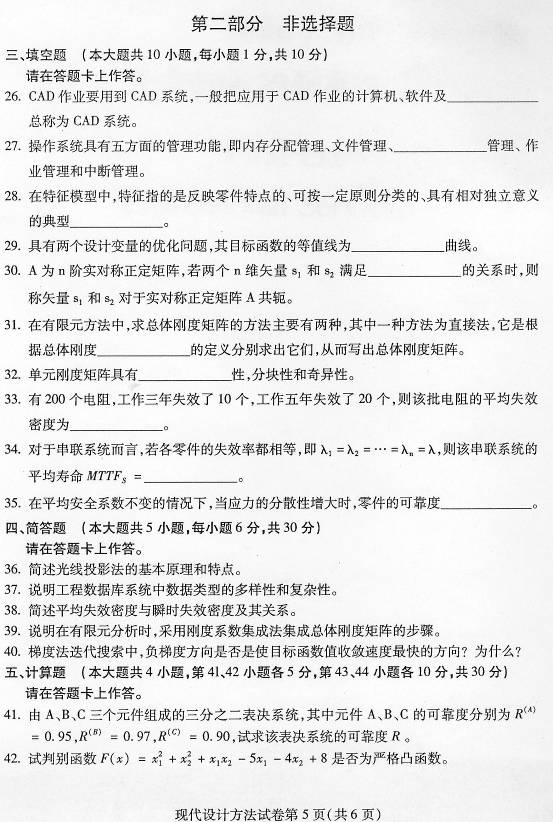 第二部分 非选择题
三、填空题 (本大题共10小题,每小题1分,共10分)
请在答题卡上作答。
26. CAD作业要用到CAD系统,一般把应用于CAD作业的计算机、软件及____________
总称为CAD系统。
27. 操作系统具有五方面的管理功能,即内存分配管理、文件管理、____________管理、作
业管理和中断管理。
28. 在特征模型中,特征指的是反映零件特点的、可按一定原则分类的、具有相对独立意义
的典型____________。
29. 具有两个设计变量的优化问题,其目标函数的等值线为____________曲线。
30. A为n阶实对称正定矩阵,若两个n维矢量s₁和s₂满足____________的关系时,则
称矢量s₁和s₂对于实对称正定矩阵A共轭。
31. 在有限元方法中,求总体刚度矩阵的方法主要有两种,其中一种方法为直接法,它是根
据总体刚度____________的定义分别求出它们,从而写出总体刚度矩阵。
32. 单元刚度矩阵具有____________性,分块性和奇异性。
33. 有200个电阻,工作三年失效了10个,工作五年失效了20个,则该批电阻的平均失效
密度为____________。
34. 对于串联系统而言,若各零件的失效率都相等,即λ₁=λ₂=…=λₙ=λ,则该串联系统的
平均寿命MTTF_S =____________。
35. 在平均安全系数不变的情况下,当应力的分散性增大时,零件的可靠度____________。
四、简答题 (本大题共5小题,每小题6分,共30分)
请在答题卡上作答。
36. 简述光线投影法的基本原理和特点。
37. 说明工程数据库系统中数据类型的多样性和复杂性。
38. 简述平均失效密度与瞬时失效密度及其关系。
39. 说明在有限元分析时,采用刚度系数集成法集成总体刚度矩阵的步骤。
40. 梯度法迭代搜索中,负梯度方向是否是使目标函数值收敛速度最快的方向?为什么?
五、计算题 (本大题共4小题,第41、42小题各5分,第43、44小题各10分,共30分)
请在答题卡上作答。
41. 由A、B、C三个元件组成的三分之二表决系统,其中元件A、B、C的可靠度分别为R⁽ᴬ⁾
=0.95,R⁽ᴮ⁾=0.97,R⁽ꟲ⁾=0.90,试求该表决系统的可靠度R。
42. 试判别函数F(x) = x₁² + x₂² + x₁x₂ - 5x₁ - 4x₂ + 8是否为严格凸函数。
现代设计方法试卷第5页(共6页)